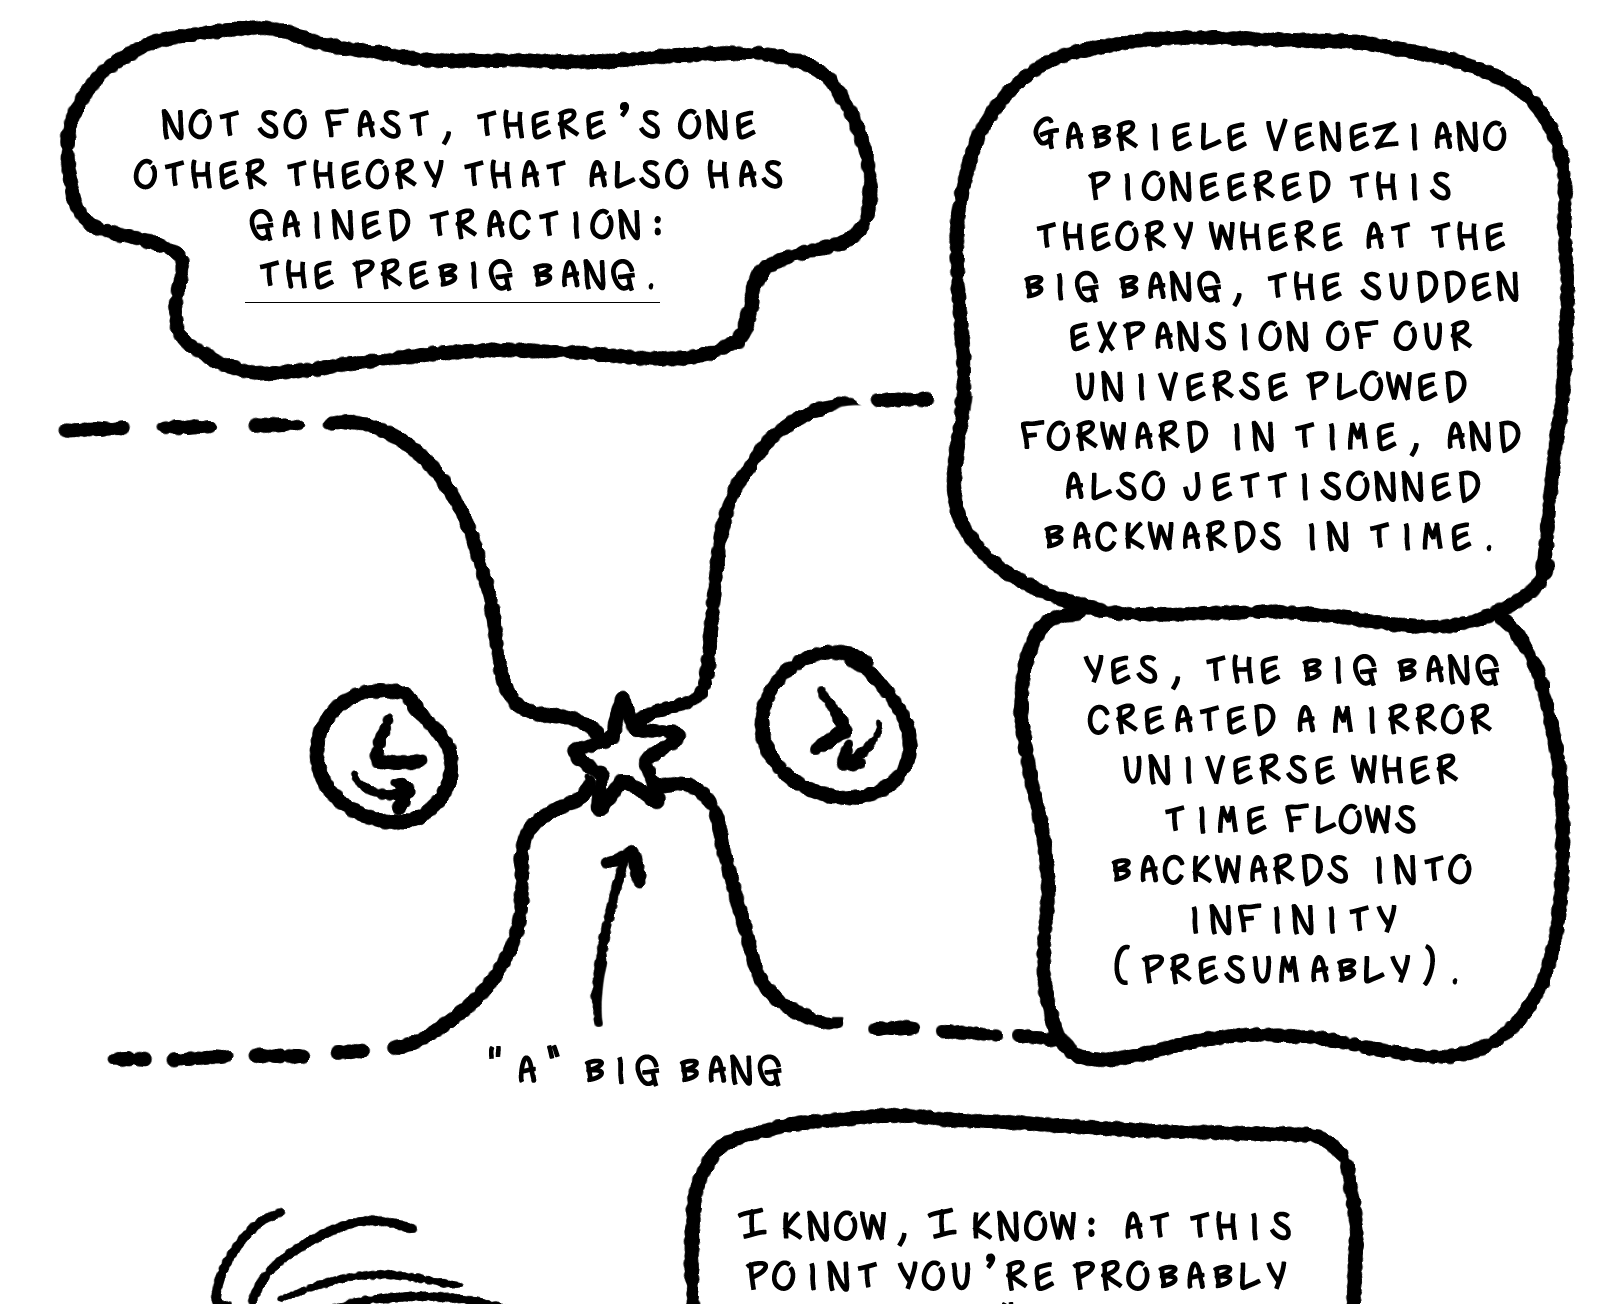 NOT SO FAST, THERE'S ONE
OTHER THEORY THAT ALSO HAS
GAINED TRACTION:
THE PREBIG BANG.
GABRIELE VENEZIANO
PIONEERED THIS
THEORY WHERE AT THE
BIG BANG, THE SUDDEN
EXPANSION OF OUR
UNIVERSE PLOWED
FORWARD IN TIME, AND
ALSO JETTISONNED
BACKWARDS IN TIME.
YES, THE BIG BANG
CREATED A MIRROR
UNIVERSE WHER
TIME FLOWS
BACKWARDS INTO
INFINITY
(PRESUMABLY).
"A" BIG BANG
I KNOW, I KNOW: AT THIS
POINT YOU'RE PROBABLY